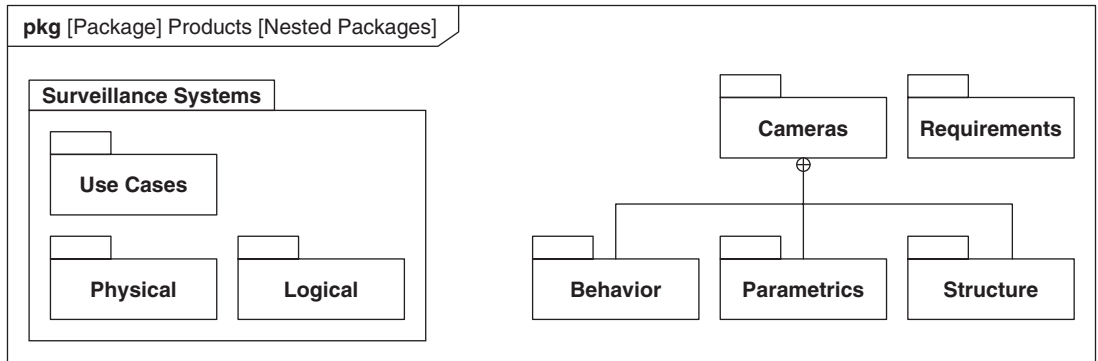 pkg [Package] Products [Nested Packages]
Surveillance Systems
Use Cases
Physical
Logical
Cameras
Requirements
Behavior
Parametrics
Structure